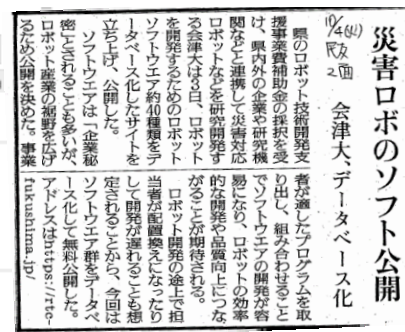 10/4(火)
民友
2面
災害ロボのソフト公開
会津大、データベース化
県のロボット技術開発支
援事業費補助金の採択を受
け、県内外の企業や研究機
関などと連携して災害対応
ロボットなどを研究開発す
る会津大は3日、ロボット
を開発するためのロボット
ソフトウエア約40種類をデ
ータベース化したサイトを
立ち上げ、公開した。
ソフトウエアは「企業秘
密」とされることも多いが、
ロボット産業の裾野を広げ
るため公開を決めた。事業
者が適したプログラムを取
り出し、組み合わせること
でソフトウエアの開発が容
易になり、ロボットの効率
的な開発や品質向上につな
がることが期待される。
ロボット開発の途上で担
当者が配置換えになったり
して開発が遅れることも想
定されることから、今回は
ソフトウエア群をデータベ
ース化して無料公開した。
アドレスはhttps://rtc-
fukushima.jp/